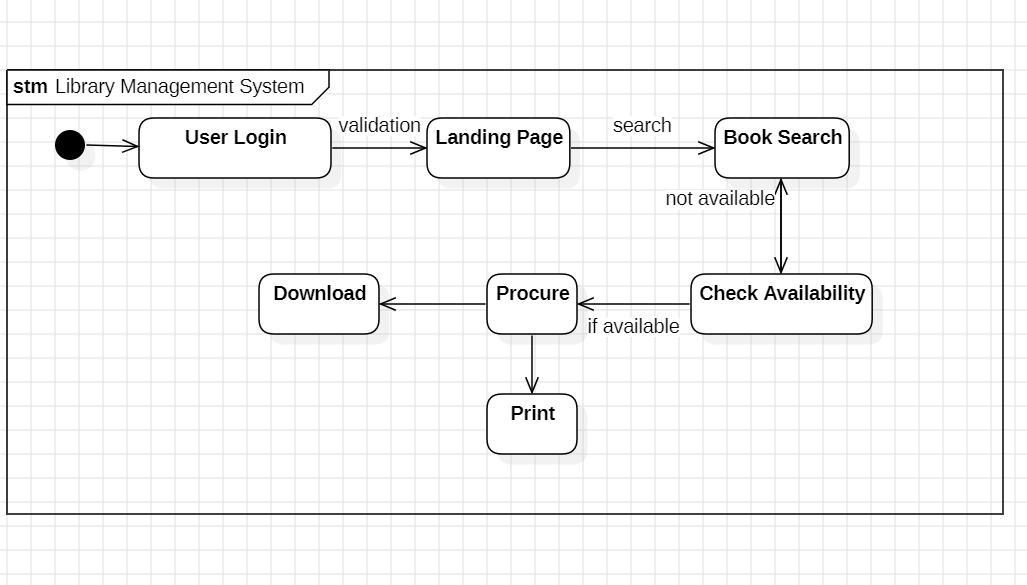 stm Library Management System
User Login
validation
Landing Page
search
Book Search
not available
Download
Procure
if available
Check Availability
Print